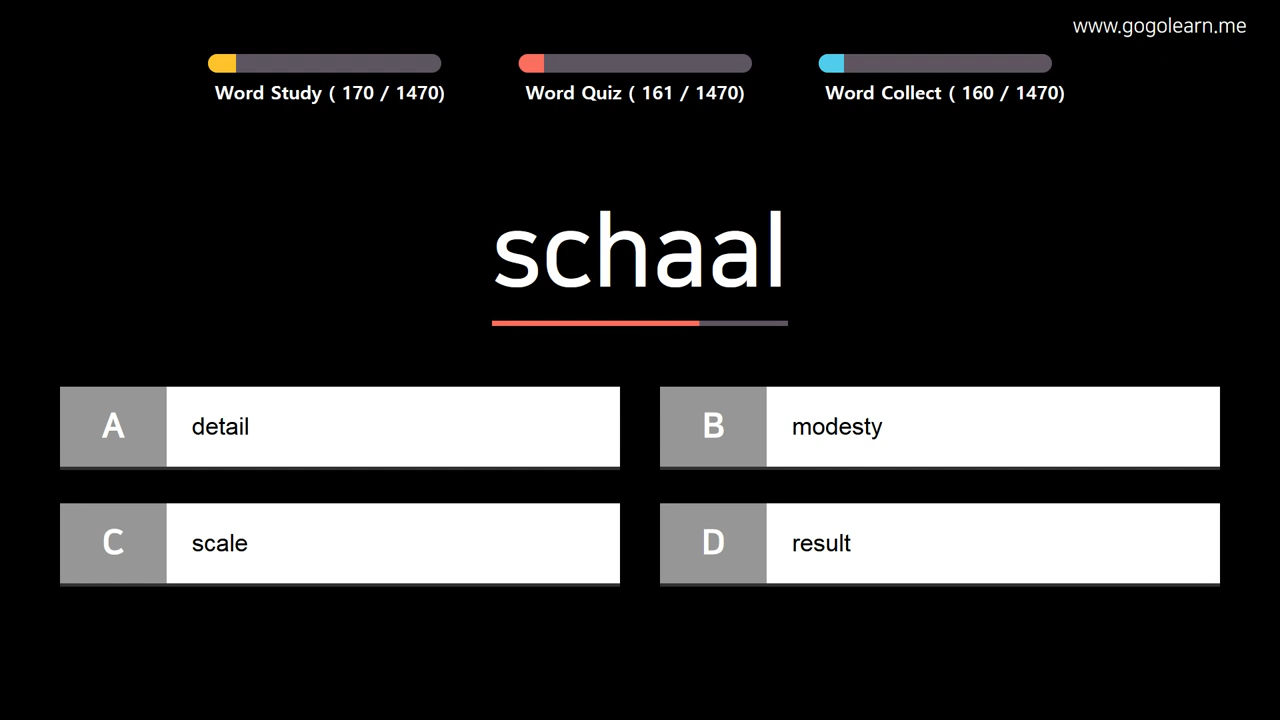 www.gogolearn.me
Word Study ( 170 / 1470)
Word Quiz ( 161 / 1470)
Word Collect ( 160 / 1470)
schaal
A detail
B modesty
C scale
D result